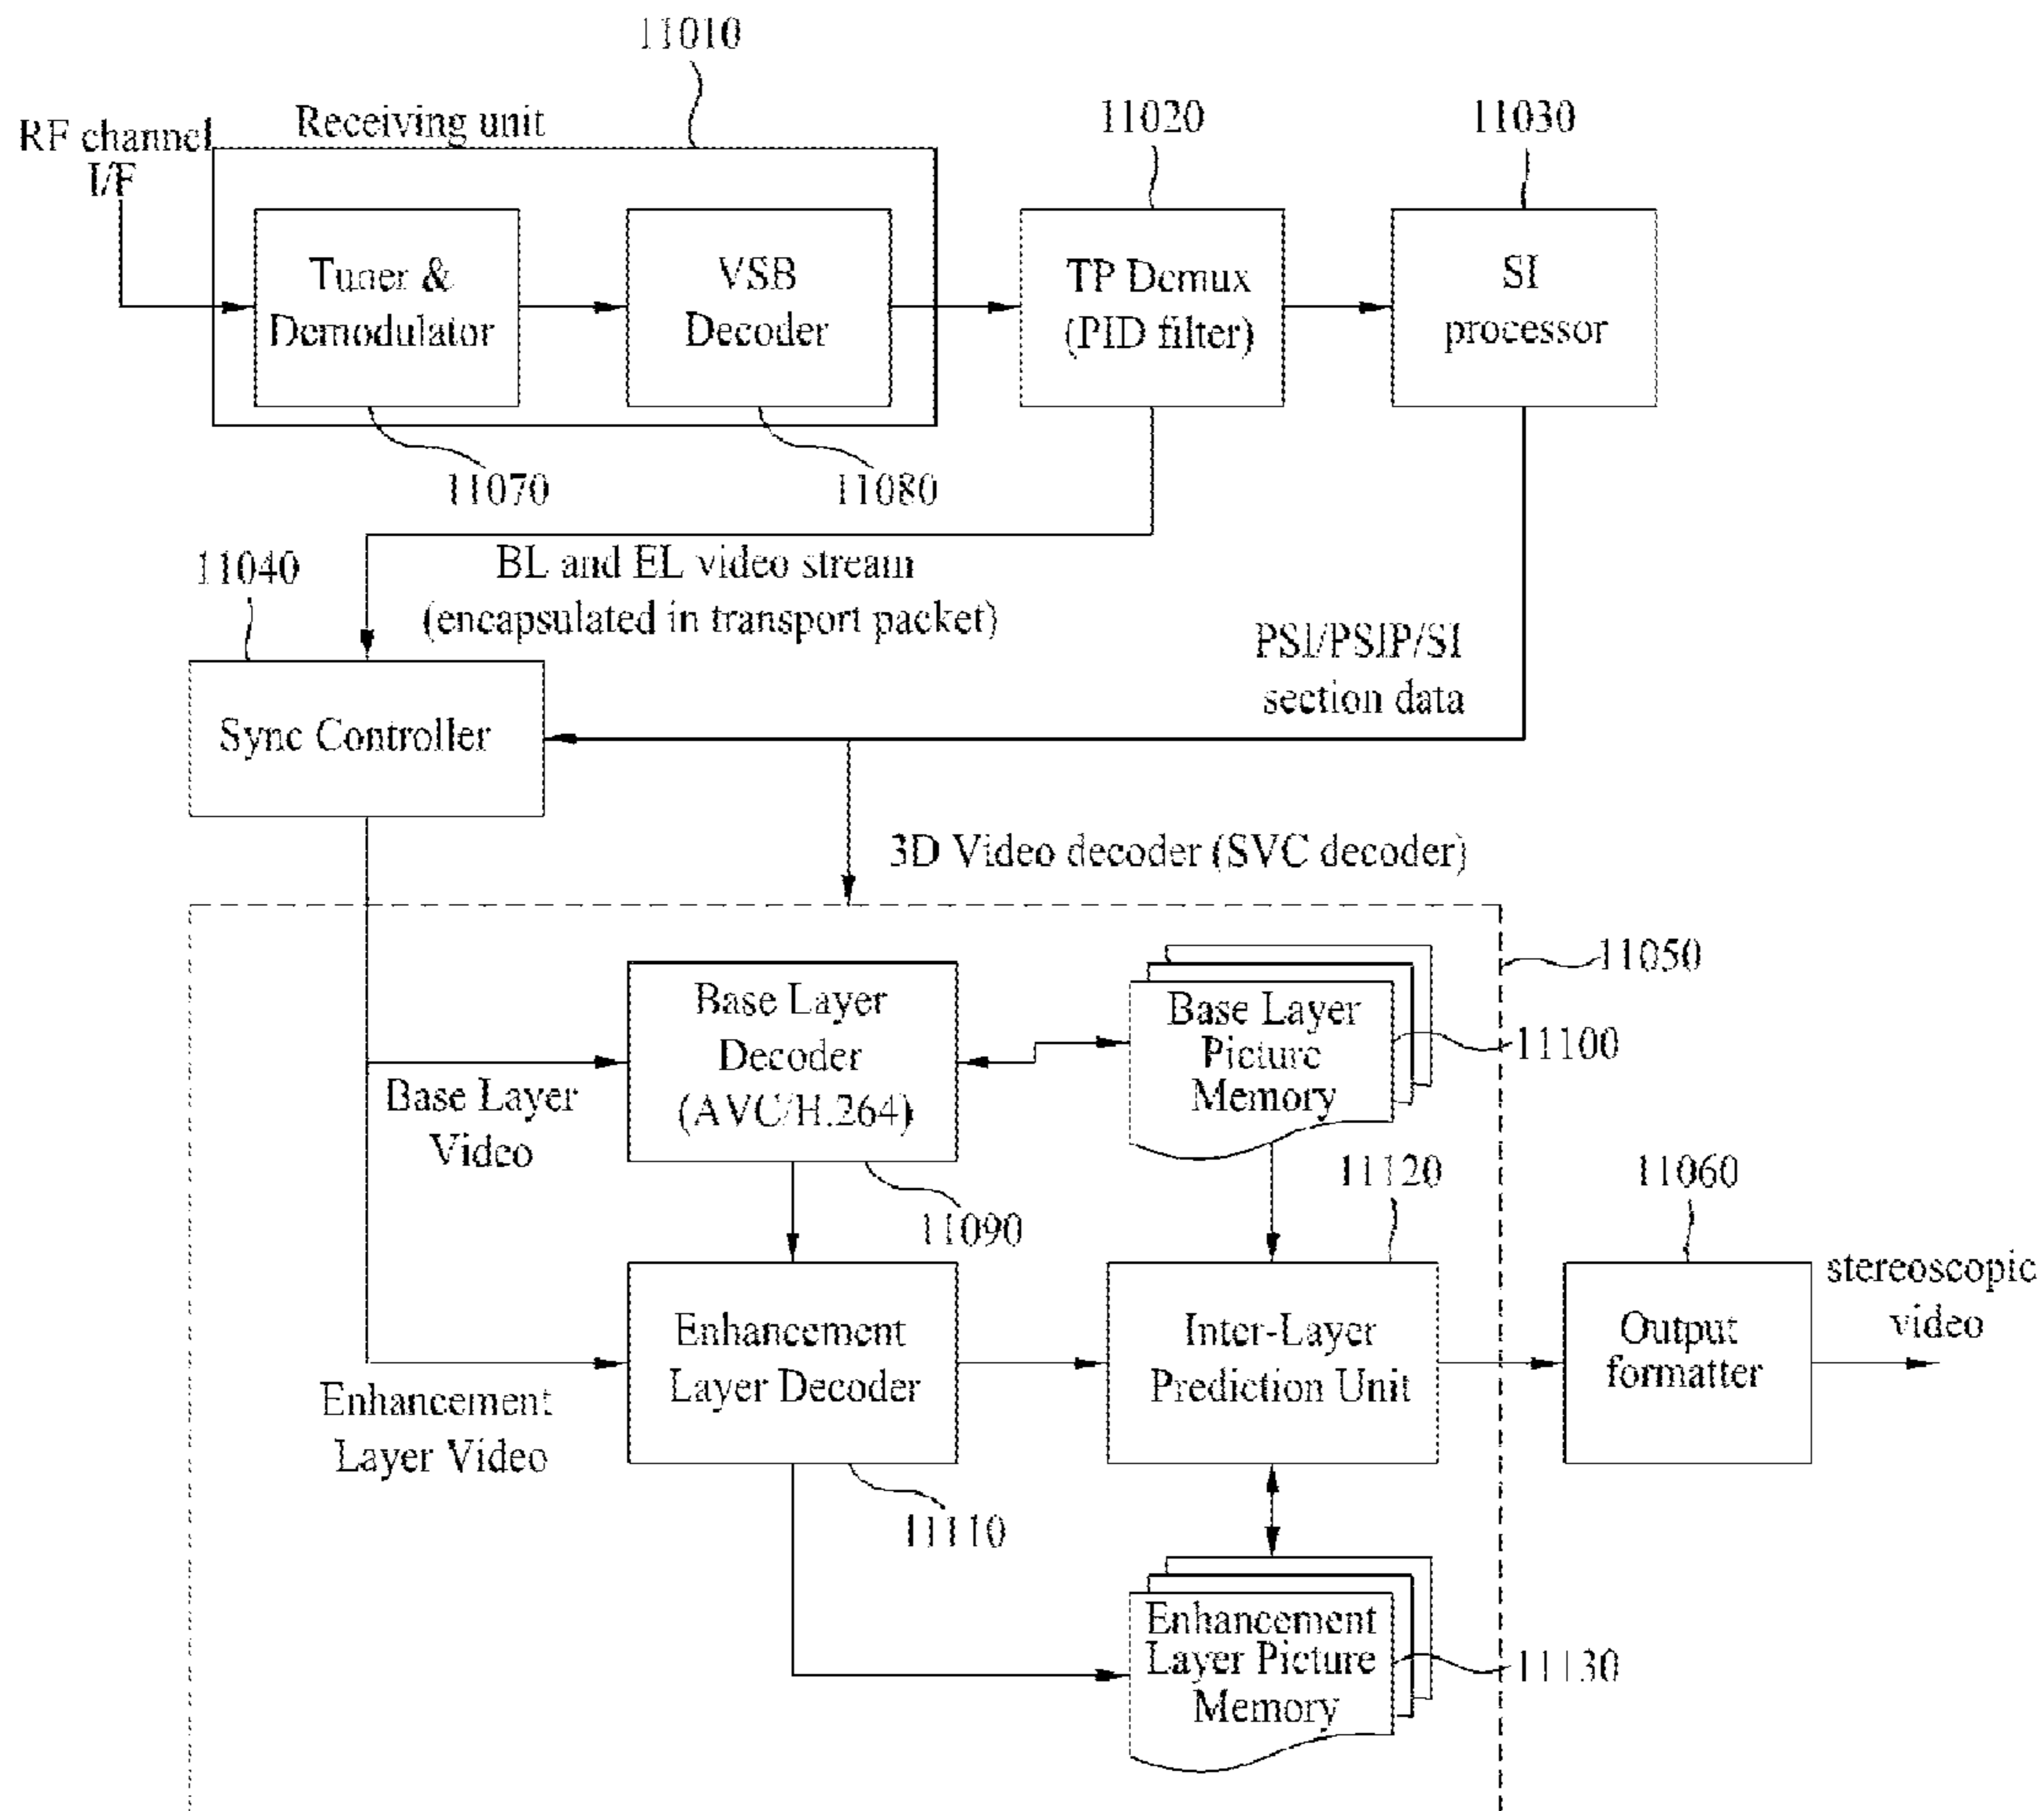 11010
Receiving unit
RF channel
I/F
11020
11030
Tuner &
Demodulator
VSB
Decoder
TP Demux
(PID filter)
SI
processor
11070
11080
11040
BL and EL video stream
(encapsulated in transport packet)
PSI/PSIP/SI
section data
Sync Controller
3D Video decoder (SVC decoder)
11050
Base Layer
Decoder
(AVC/H.264)
Base Layer
Picture
Memory
11100
Base Layer
Video
11090
11120
11060
Enhancement
Layer Decoder
Inter-Layer
Prediction Unit
Output
formatter
stereoscopic
video
Enhancement
Layer Video
11110
Enhancement
Layer Picture
Memory
11130